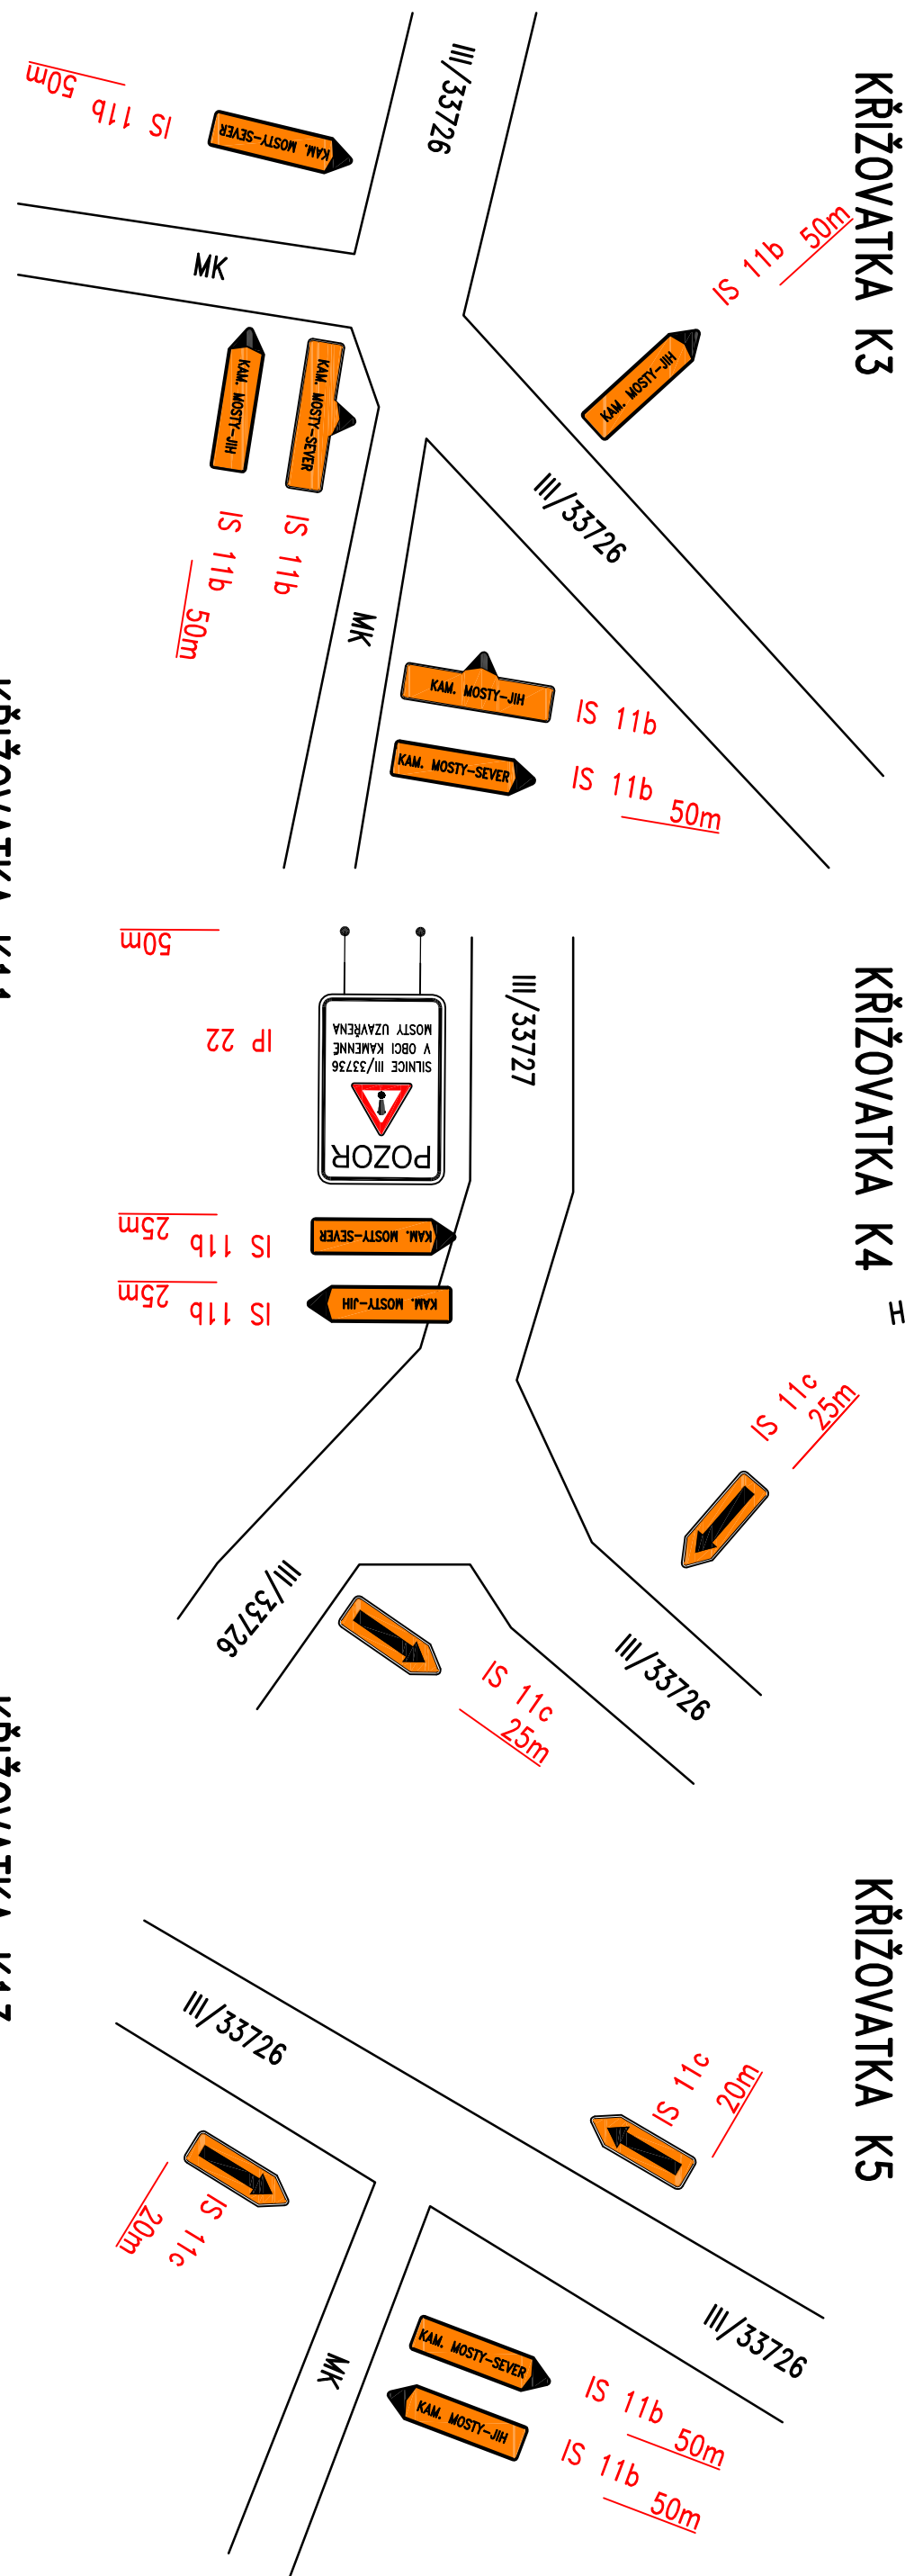 KŘIŽOVATKA K3
III/33726
IS 11b 50m
KAM. MOSTY-SEVER
MK
IS 11b 50m
KAM. MOSTY-JIH
III/33726
KAM. MOSTY-SEVER
IS 11b
KAM. MOSTY-JIH
IS 11b
50m
MK
KAM. MOSTY-JIH
IS 11b
KAM. MOSTY-SEVER
IS 11b
50m
KŘIŽOVATKA K4
III/33727
50m
IP 22
POZOR
SILNICE III/33736
V OBCI KAMENNÉ
MOSTY UZAVŘENA
KAM. MOSTY-SEVER
IS 11b
25m
KAM. MOSTY-JIH
IS 11b
25m
H
IS 11c
25m
III/33726
III/33726
IS 11c
25m
KŘIŽOVATKA K5
III/33726
IS 11c
20m
IS 11c
20m
III/33726
MK
KAM. MOSTY-SEVER
IS 11b
50m
KAM. MOSTY-JIH
IS 11b
50m